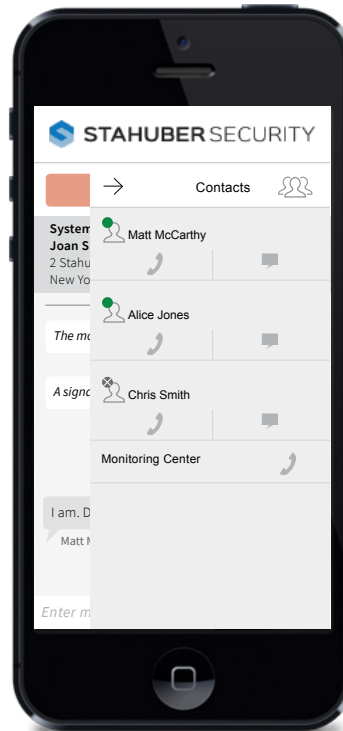 STAHUBER SECURITY
Contacts
System
Joan S
2 Stahu
New Yo
Matt McCarthy
Alice Jones
The mo
A signa
Chris Smith
Monitoring Center
I am. D
Matt M
Enter m